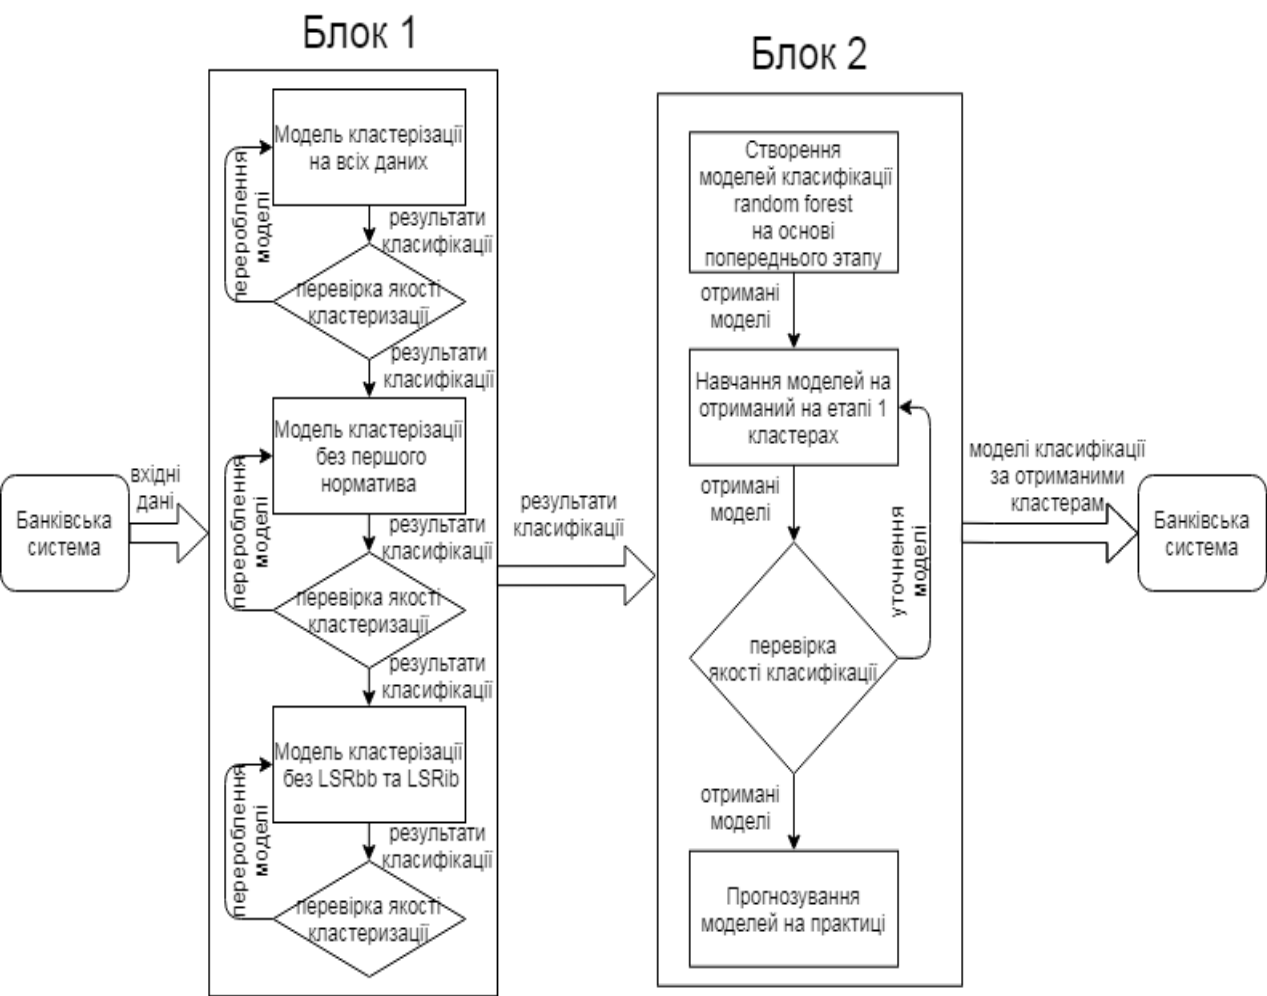 Блок 1
Блок 2
Банківська
система
вхідні
дані
Модель кластерізації
на всіх даних
перероблення
моделі
результати
класифікації
перевірка якості
кластеризації
результати
класифікації
Модель кластерізації
без першого
норматива
перероблення
моделі
результати
класифікації
перевірка якості
кластеризації
результати
класифікації
Модель кластерізації
без LSRbb та LSRib
перероблення
моделі
результати
класифікації
перевірка якості
кластеризації
результати
класифікації
Створення
моделей класифікації
random forest
на основі
попереднього этапу
отримані
моделі
Навчання моделей на
отриманий на етапі 1
кластерах
отримані
моделі
уточнення
моделі
перевірка
якості класифікації
отримані
моделі
Прогнозування
моделей на практиці
моделі класифікації
за отриманими
кластерам
Банківська
система